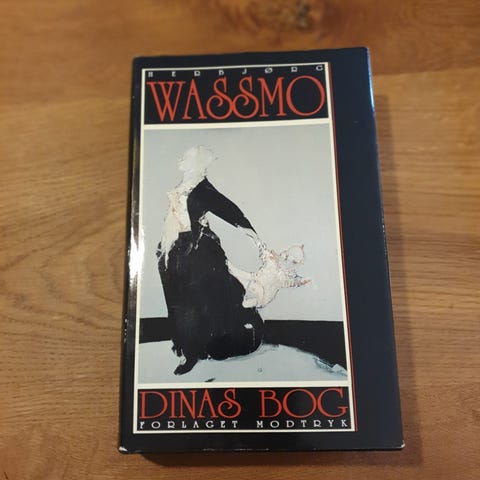 HERBJØRG
WASSMO
DINAS BOG
FORLAGET MODTRYK